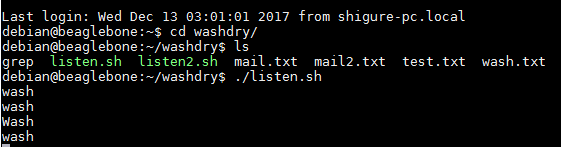 Last login: Wed Dec 13 03:01:01 2017 from shigure-pc.local
debian@beaglebone:~$ cd washdry/
debian@beaglebone:~/washdry$ ls
grep  listen.sh  listen2.sh  mail.txt  mail2.txt  test.txt  wash.txt
debian@beaglebone:~/washdry$ ./listen.sh
wash
wash
Wash
wash